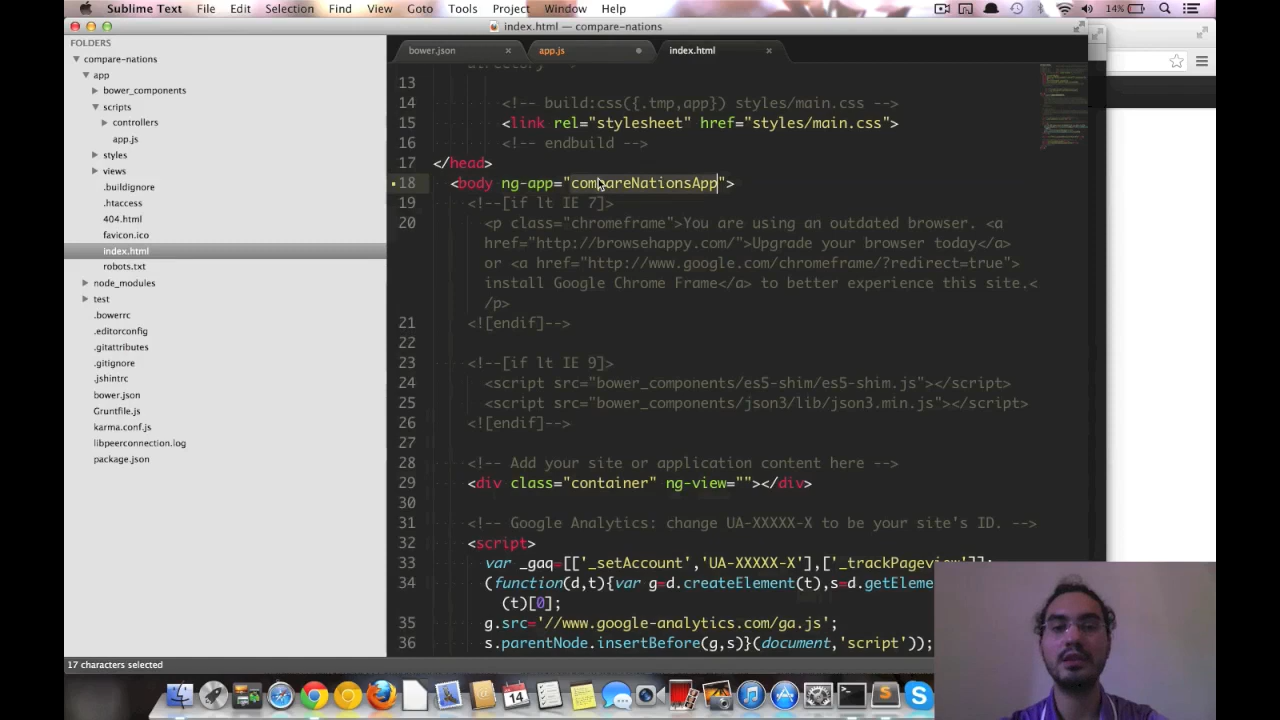 Sublime Text File Edit Selection Find View Goto Tools Project Window Help 14%
index.html — compare-nations
FOLDERS
compare-nations
app
bower_components
scripts
controllers
app.js
styles
views
.buildignore
.htaccess
404.html
favicon.ico
index.html
robots.txt
node_modules
test
.bowerrc
.editorconfig
.gitattributes
.gitignore
.jshintrc
bower.json
Gruntfile.js
karma.conf.js
libpeerconnection.log
package.json
bower.json × app.js index.html ×
13
14 <!-- build:css({.tmp,app}) styles/main.css -->
15 <link rel="stylesheet" href="styles/main.css">
16 <!-- endbuild -->
17 </head>
18 <body ng-app="compareNationsApp">
19 <!--[if lt IE 7]>
20 <p class="chromeframe">You are using an outdated browser. <a
href="http://browsehappy.com/">Upgrade your browser today</a>
or <a href="http://www.google.com/chromeframe/?redirect=true">
install Google Chrome Frame</a> to better experience this site.<
/p>
21 <![endif]-->
22
23 <!--[if lt IE 9]>
24 <script src="bower_components/es5-shim/es5-shim.js"></script>
25 <script src="bower_components/json3/lib/json3.min.js"></script>
26 <![endif]-->
27
28 <!-- Add your site or application content here -->
29 <div class="container" ng-view=""></div>
30
31 <!-- Google Analytics: change UA-XXXXX-X to be your site's ID. -->
32 <script>
33 var _gaq=[['_setAccount','UA-XXXXX-X'],['_trackPageview']];
34 (function(d,t){var g=d.createElement(t),s=d.getEleme
(t)[0];
35 g.src='//www.google-analytics.com/ga.js';
36 s.parentNode.insertBefore(g,s)}(document,'script'));
17 characters selected
14